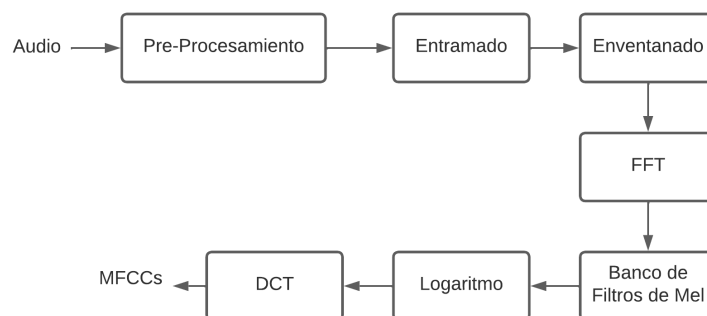 Audio
Pre-Procesamiento
Entramado
Enventanado
FFT
Banco de
Filtros de Mel
Logaritmo
DCT
MFCCs